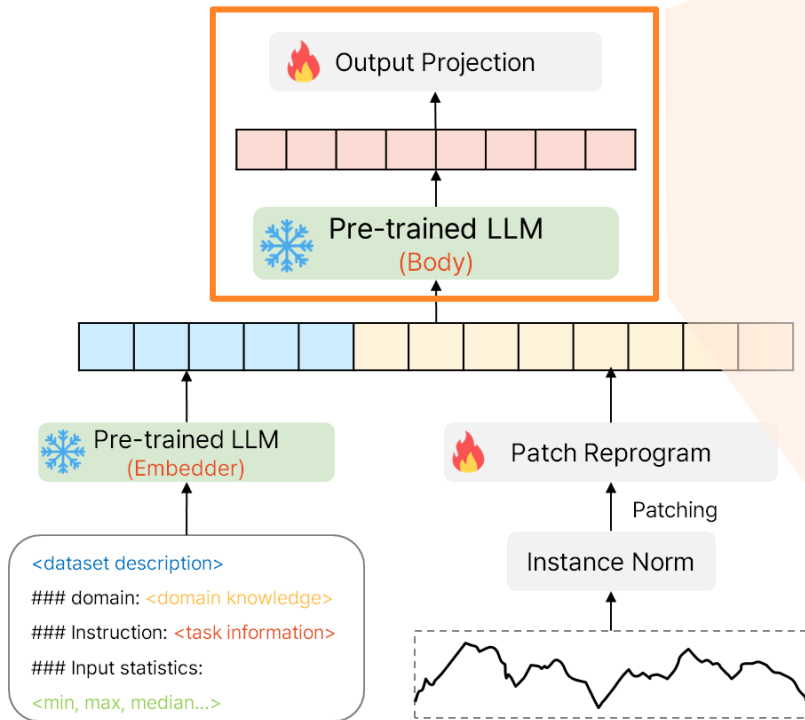 Output Projection
Pre-trained LLM
(Body)
Pre-trained LLM
(Embedder)
Patch Reprogram
Patching
Instance Norm
<dataset description>
### domain: <domain knowledge>
### Instruction: <task information>
### Input statistics:
<min, max, median...>